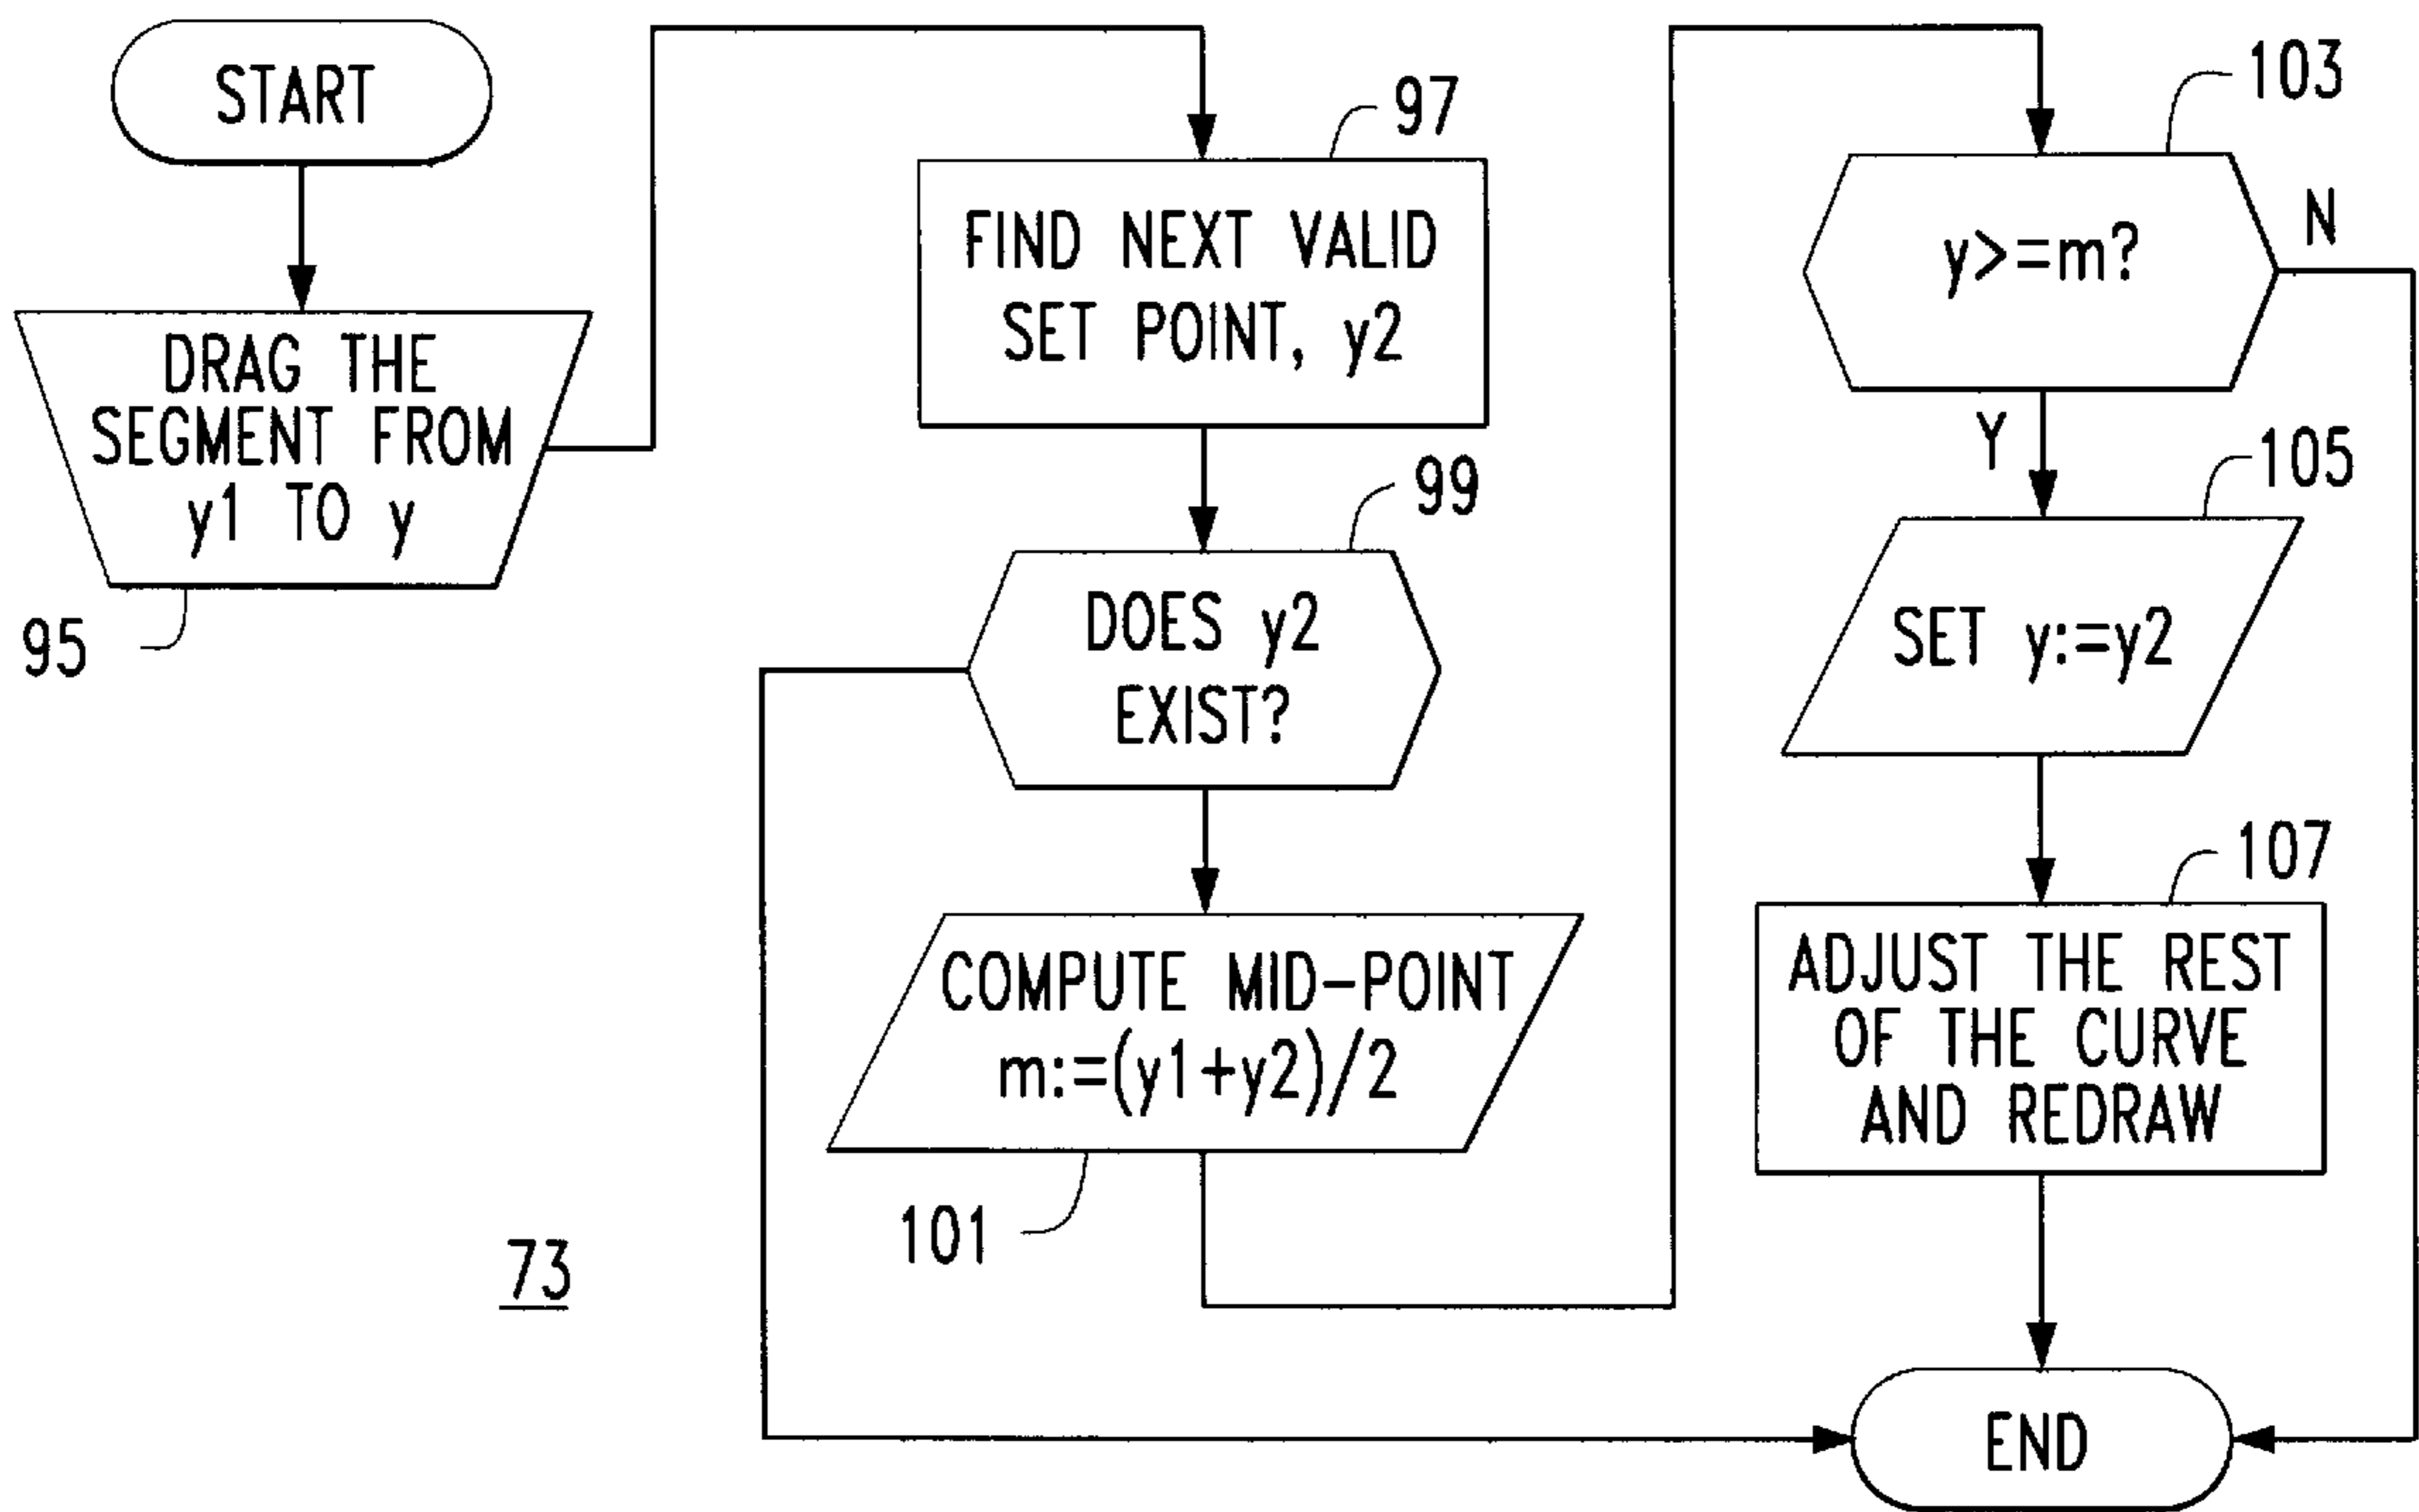 START
DRAG THE
SEGMENT FROM
y1 TO y
95
97
FIND NEXT VALID
SET POINT, y2
99
DOES y2
EXIST?
COMPUTE MID-POINT
m:=(y1+y2)/2
101
103
y>=m?
N
Y
105
SET y:=y2
107
ADJUST THE REST
OF THE CURVE
AND REDRAW
END
73